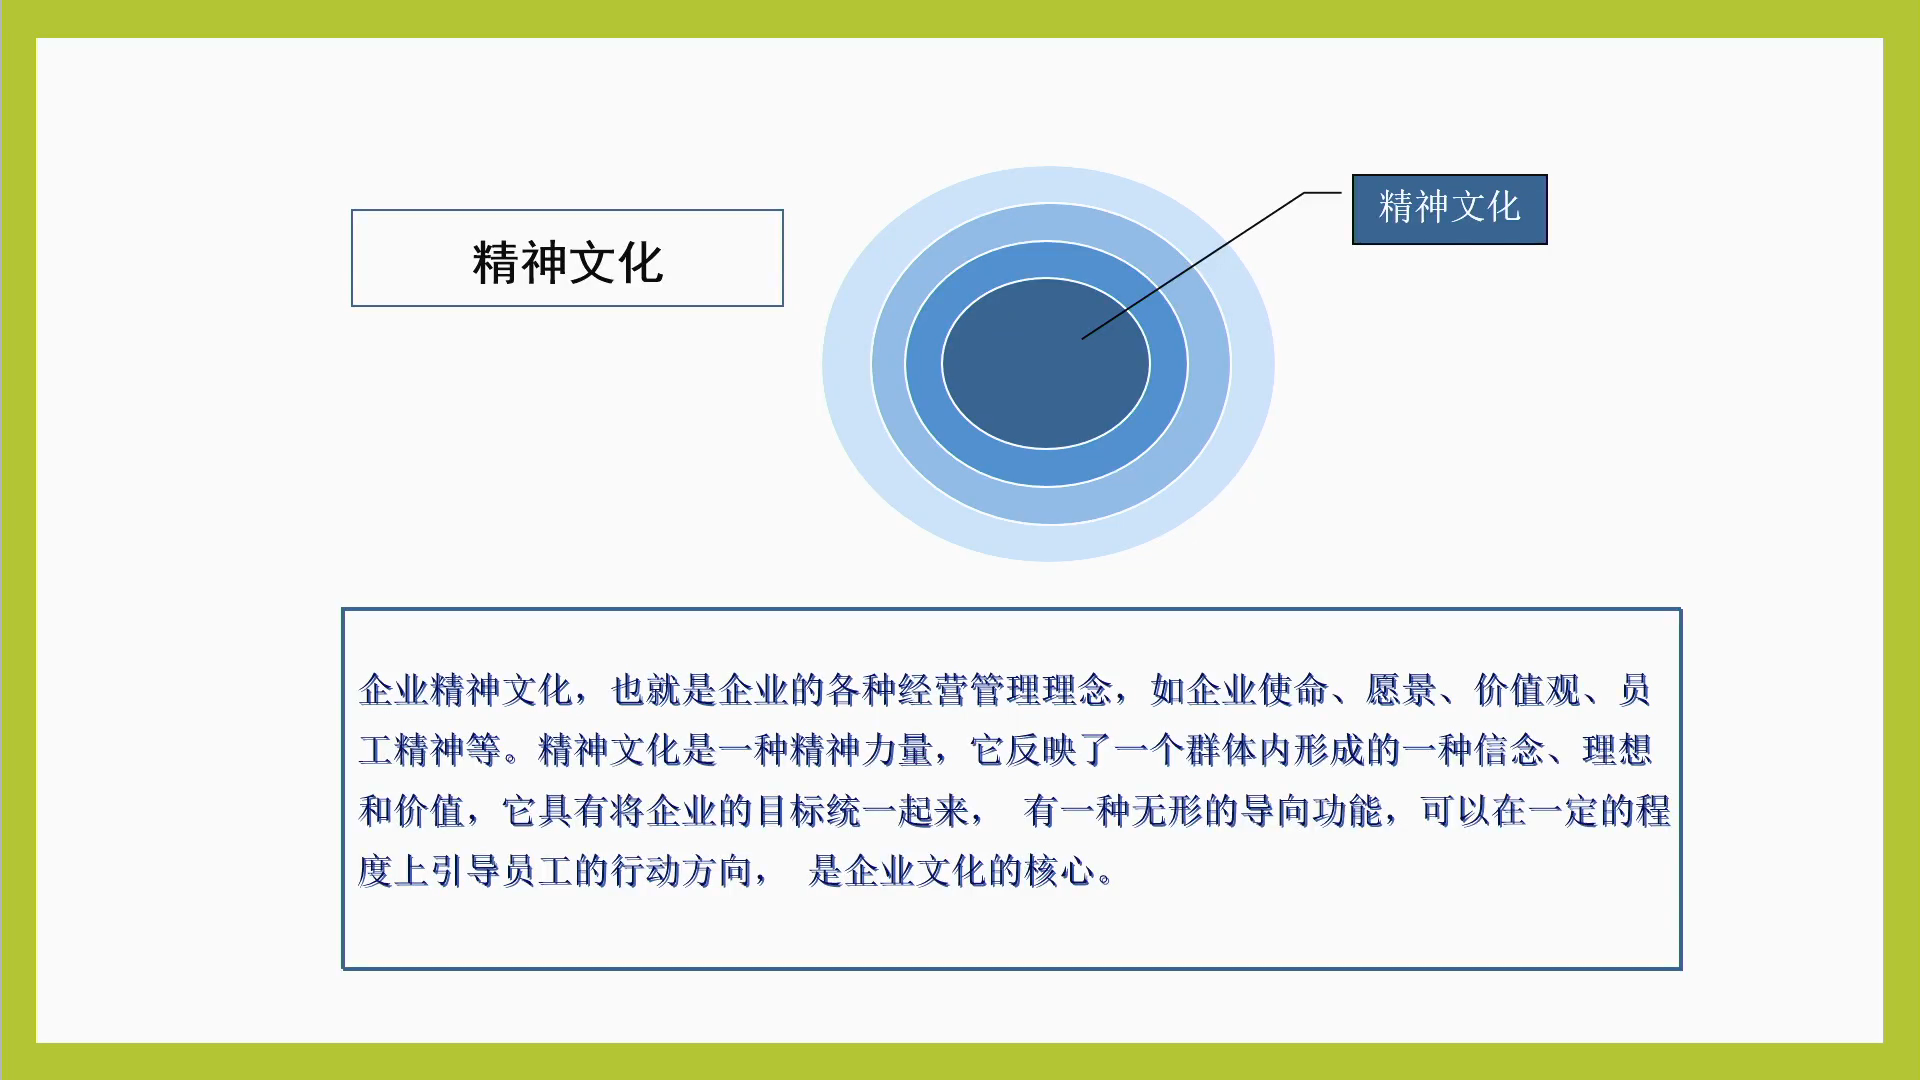 精神文化
精神文化
企业精神文化，也就是企业的各种经营管理理念，如企业使命、愿景、价值观、员
工精神等。精神文化是一种精神力量，它反映了一个群体内形成的一种信念、理想
和价值，它具有将企业的目标统一起来， 有一种无形的导向功能，可以在一定的程
度上引导员工的行动方向， 是企业文化的核心。